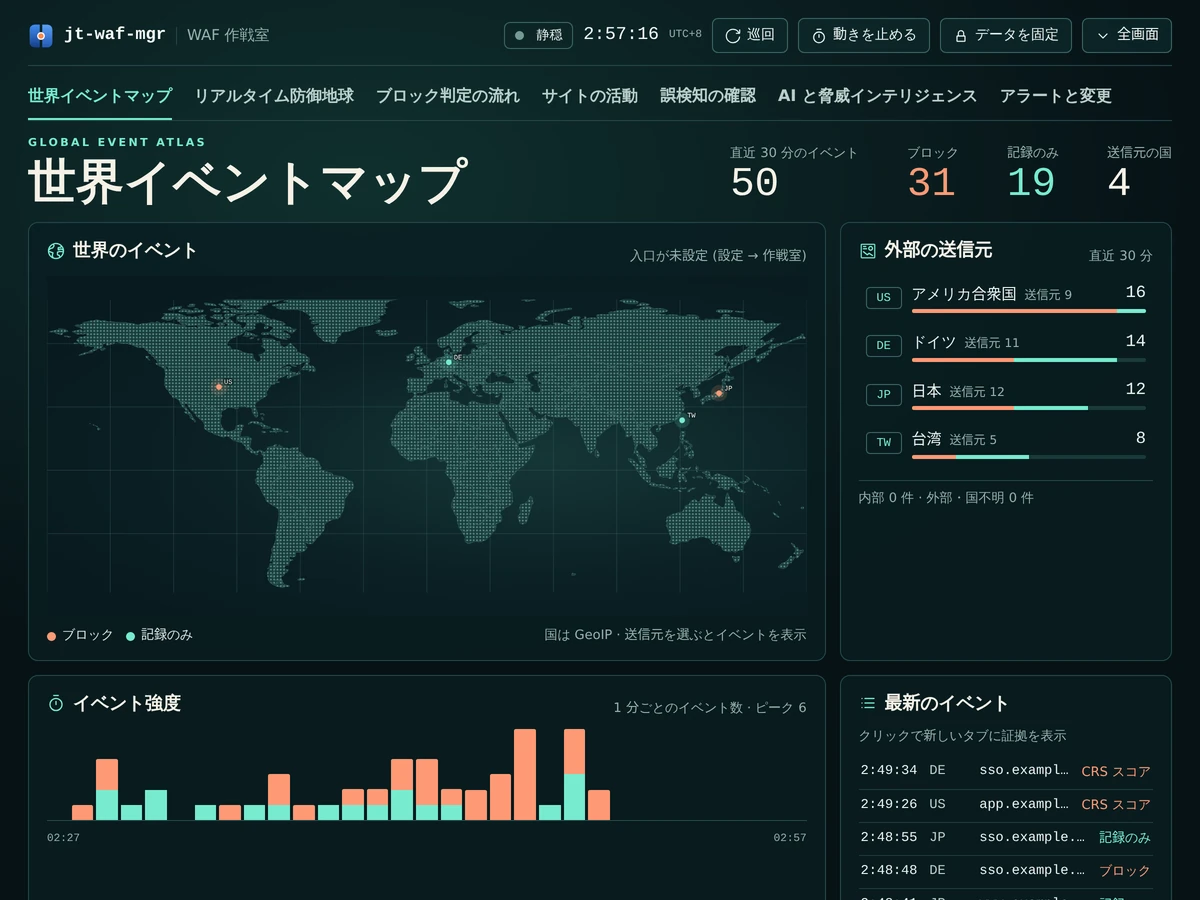 jt-waf-mgr WAF 作戦室 静穏 2:57:16 UTC+8 巡回 動きを止める データを固定 全画面
世界イベントマップ リアルタイム防御地球 ブロック判定の流れ サイトの活動 誤検知の確認 AI と脅威インテリジェンス アラートと変更
GLOBAL EVENT ATLAS
世界イベントマップ
直近 30 分のイベント ブロック 記録のみ 送信元の国
50 31 19 4
世界のイベント 入口が未設定 (設定 → 作戦室)
US
DE
JP
TW
ブロック 記録のみ 国は GeoIP · 送信元を選ぶとイベントを表示
外部の送信元 直近 30 分
US アメリカ合衆国 送信元 9 16
DE ドイツ 送信元 11 14
JP 日本 送信元 12 12
TW 台湾 送信元 5 8
内部 0 件 · 外部・国不明 0 件
イベント強度 1 分ごとのイベント数 · ピーク 6
02:27 02:57
最新のイベント
クリックで新しいタブに証拠を表示
2:49:34 DE sso.exampl… CRS スコア
2:49:26 US app.examp… CRS スコア
2:48:55 JP sso.example.… 記録のみ
2:48:48 DE sso.example.… ブロック